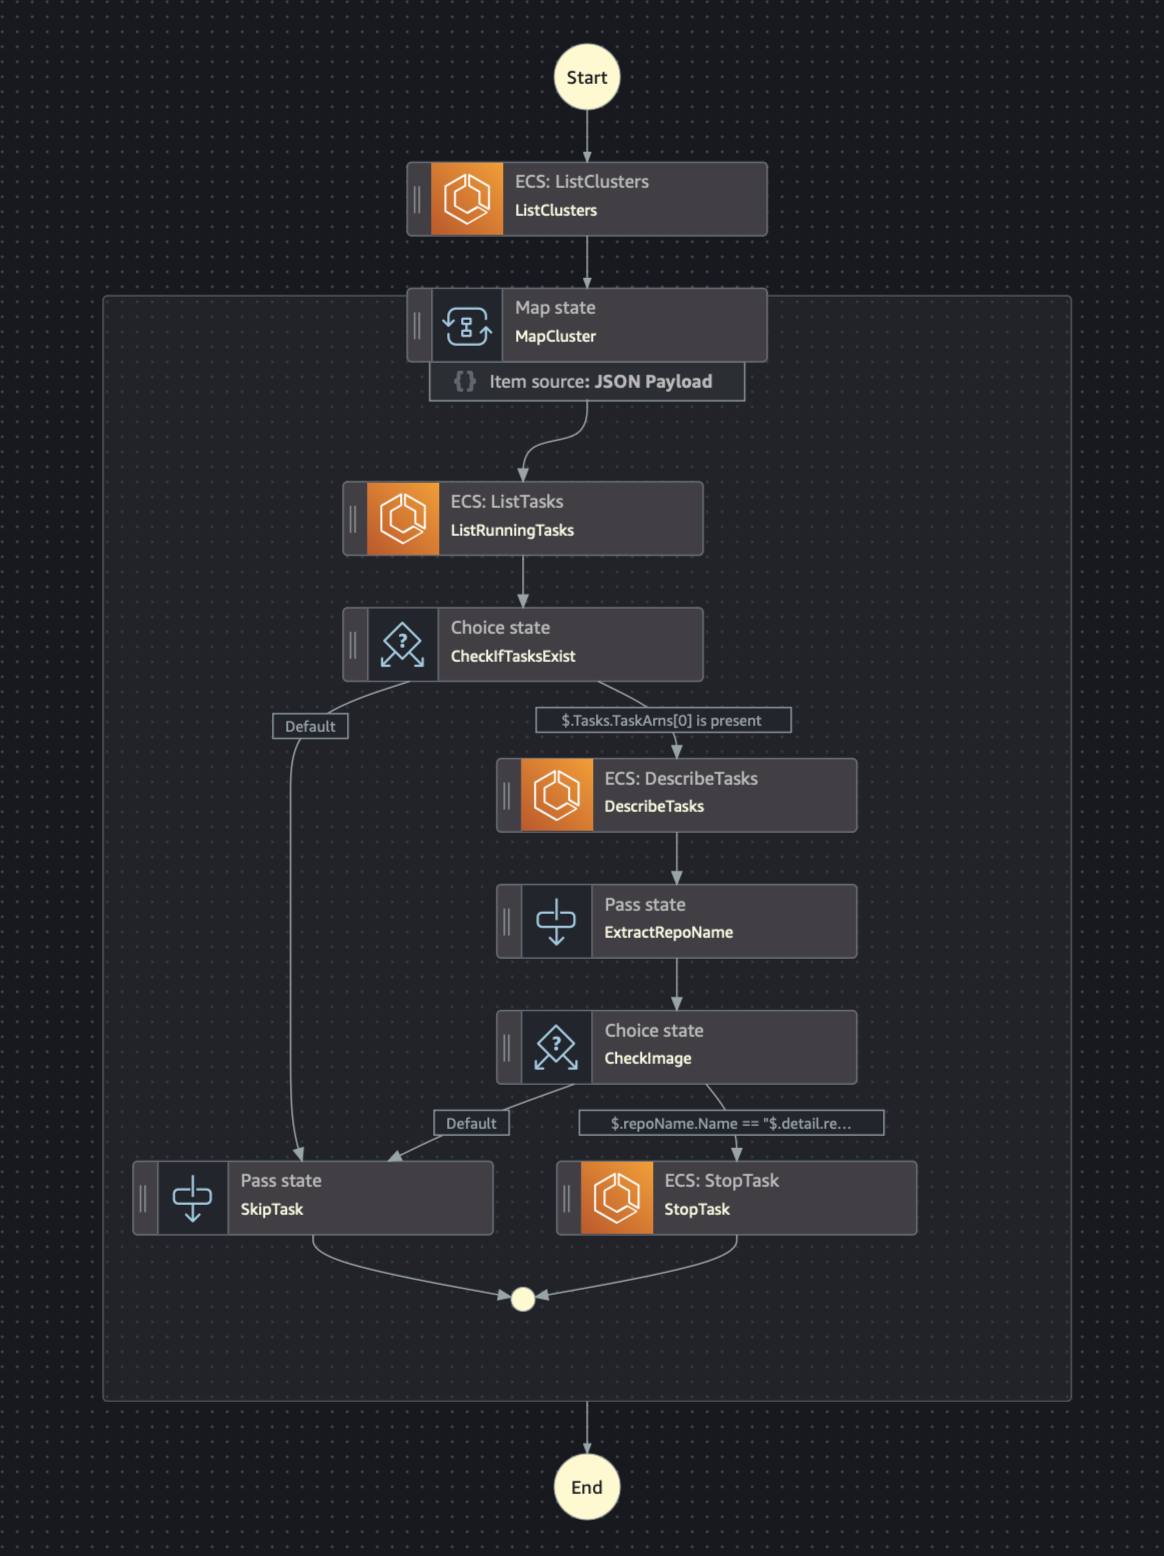 Start
ECS: ListClusters
ListClusters
Map state
MapCluster
{} Item source: JSON Payload
ECS: ListTasks
ListRunningTasks
Choice state
CheckIfTasksExist
Default
$.Tasks.TaskArns[0] is present
ECS: DescribeTasks
DescribeTasks
Pass state
ExtractRepoName
Choice state
CheckImage
Default
$.repoName.Name == "$.detail.re...
Pass state
SkipTask
ECS: StopTask
StopTask
End